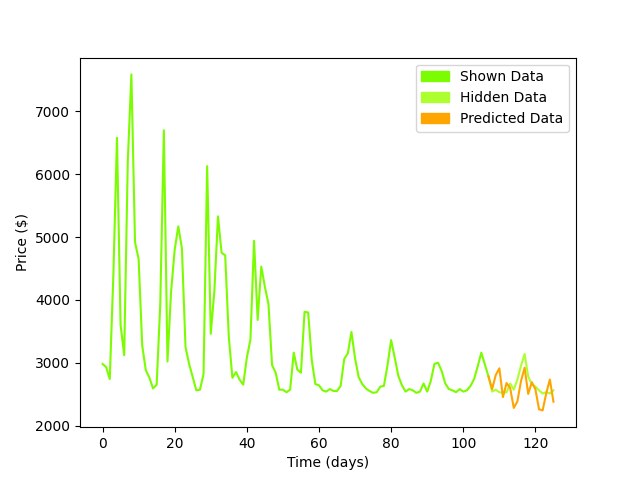 Shown Data
Hidden Data
Predicted Data
7000
6000
5000
4000
3000
2000
Price ($)
0 20 40 60 80 100 120
Time (days)